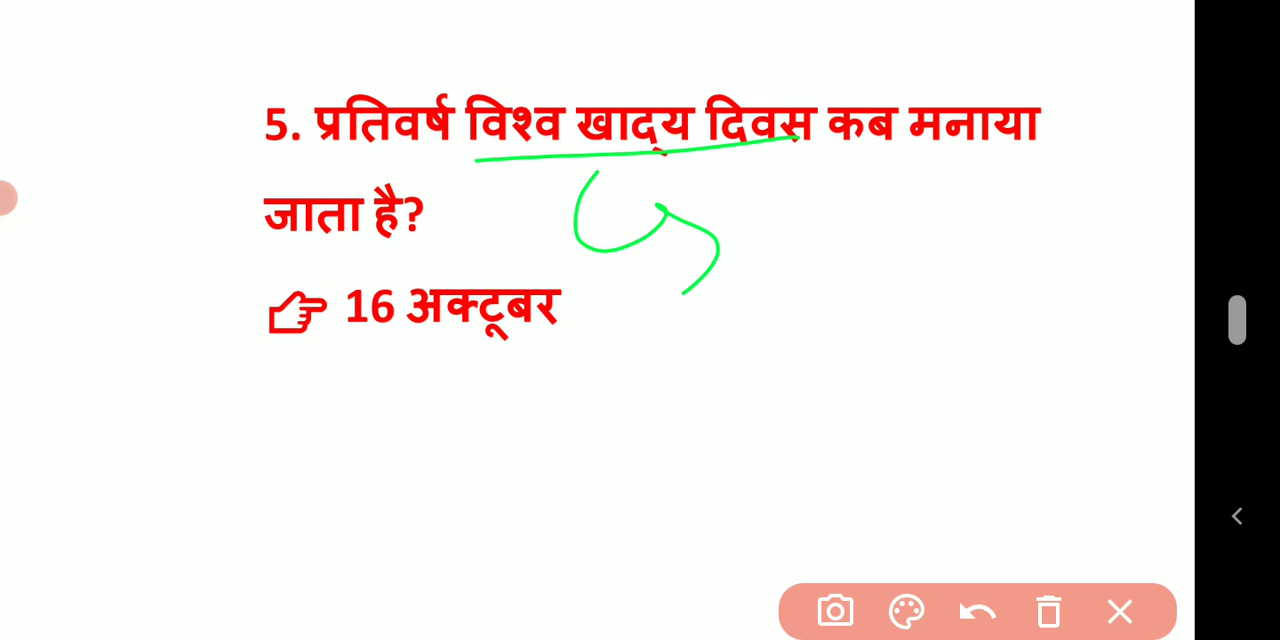 5. प्रतिवर्ष विश्व खाद्य दिवस कब मनाया
जाता है?
👉 16 अक्टूबर